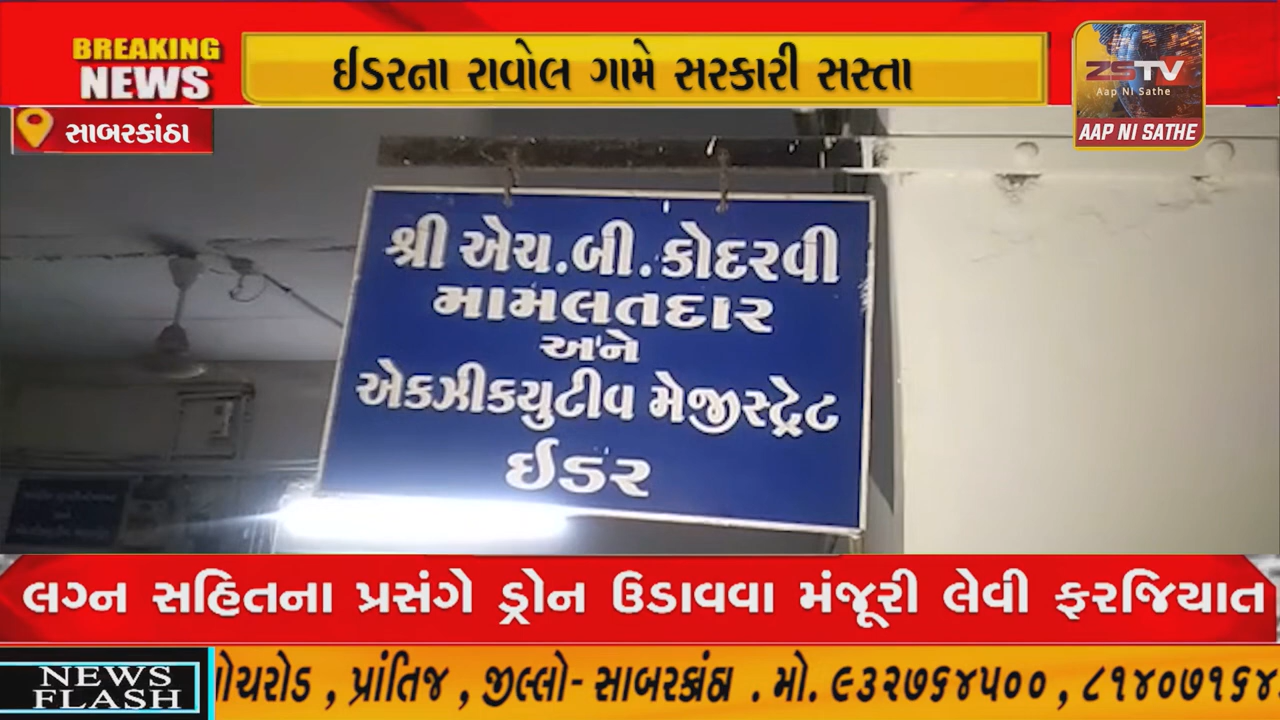 BREAKING
NEWS
ઈડરના રાવોલ ગામે સરકારી સસ્તા
ZSTV
Aap Ni Sathe
AAP NI SATHE
સાબરકાંઠા
શ્રી એચ.બી. કોદરવી
મામલતદાર
અને
એકઝીકયુટીવ મેજીસ્ટ્રેટ
ઈડર
લગ્ન સહિતના પ્રસંગે ડ્રોન ઉડાવવા મંજૂરી લેવી ફરજિયાત
NEWS
FLASH
ોચરોડ , પ્રાંતિજ , જીલ્લો- સાબરકાંઠા . મો. ૯૩૨૭૬૪૫૫૦૦ , ૮૧૪૦૭૧૬૪